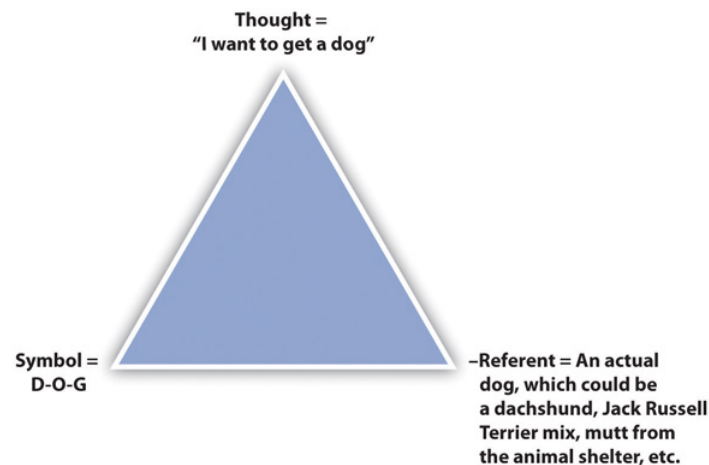 Thought =
“I want to get a dog”
Symbol =
D-O-G
–Referent = An actual
dog, which could be
a dachshund, Jack Russell
Terrier mix, mutt from
the animal shelter, etc.